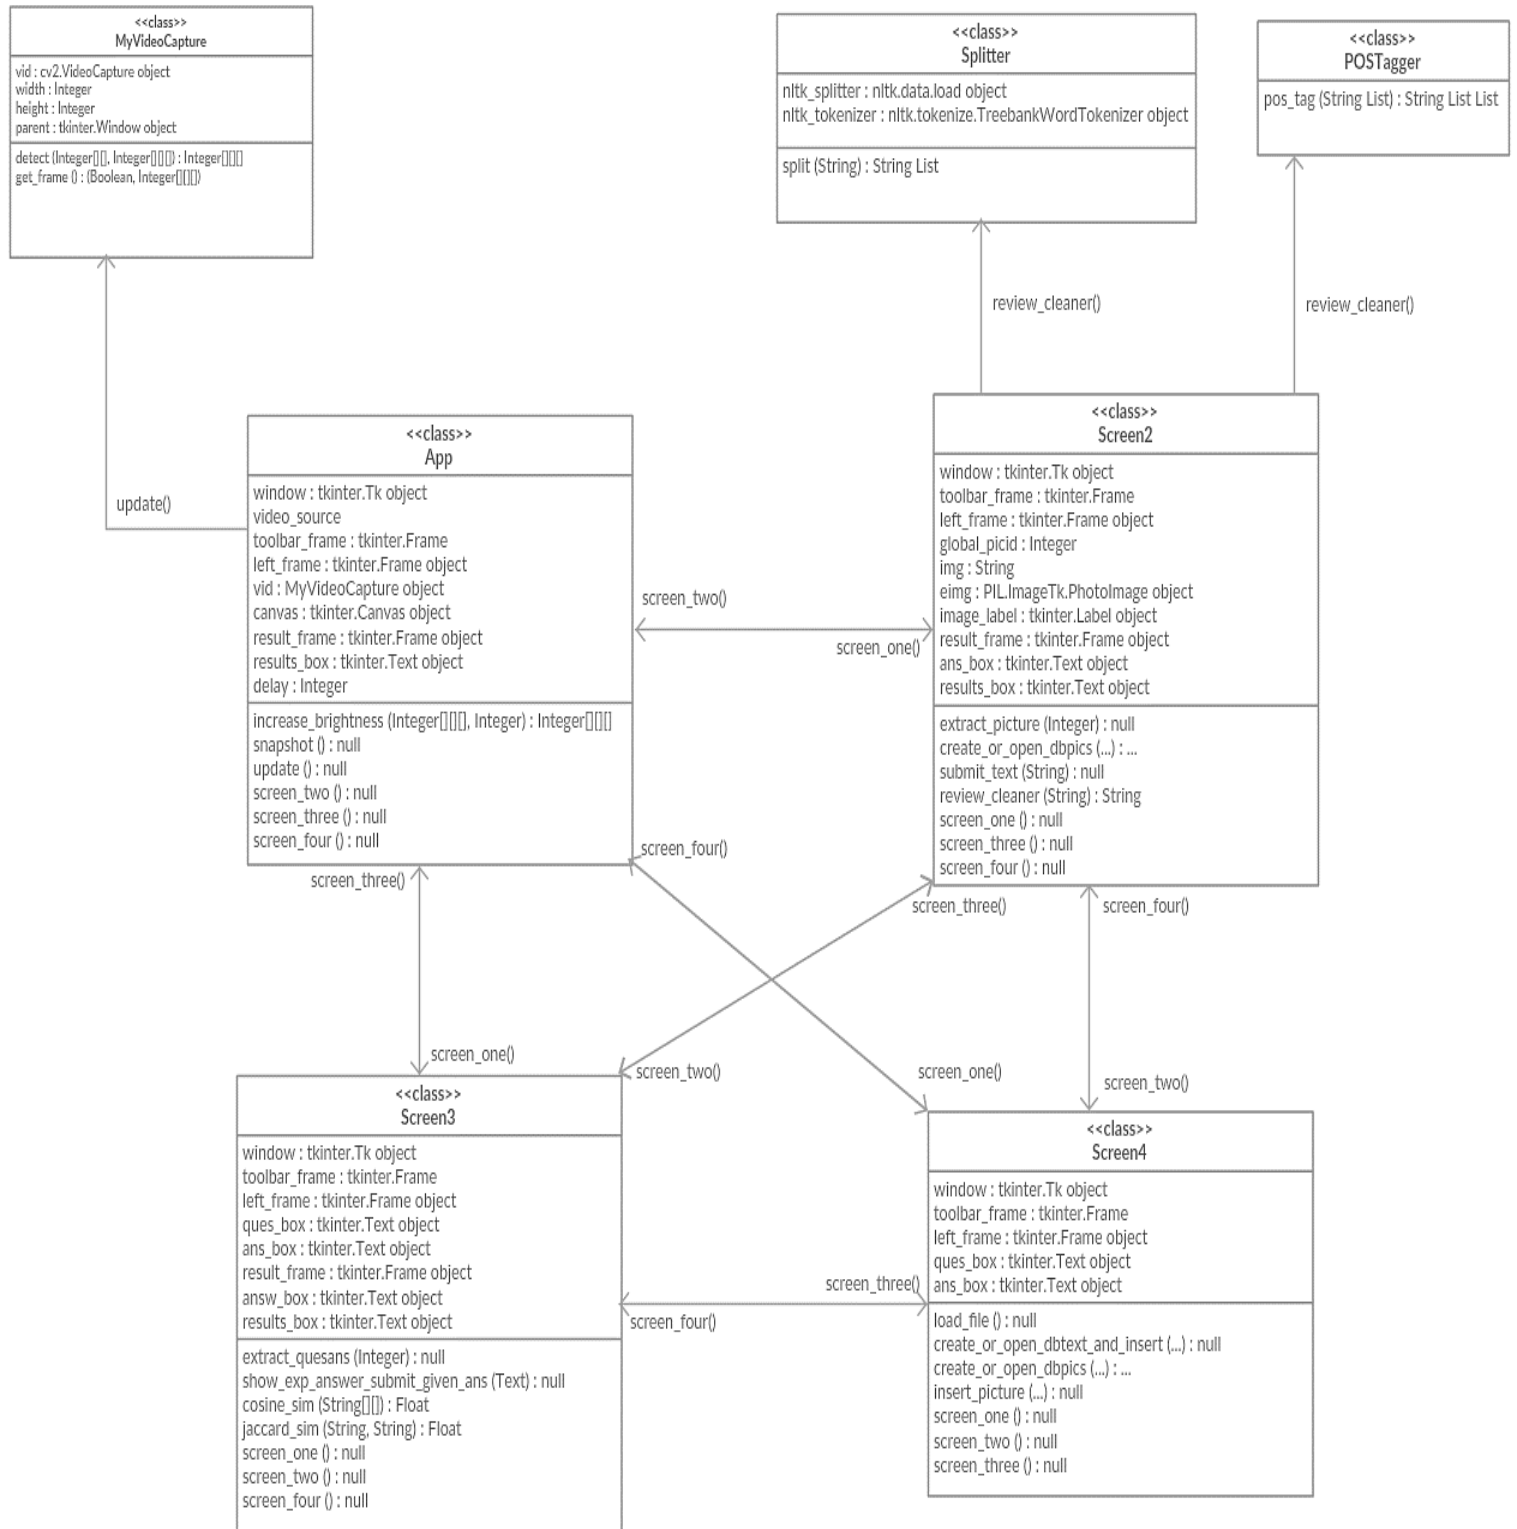 <<class>>
MyVideoCapture
vid : cv2.VideoCapture object
width : Integer
height : Integer
parent : tkinter.Window object
detect (Integer[][], Integer[][][]) : Integer[][][]
get_frame () : (Boolean, Integer[][][])
<<class>>
Splitter
nltk_splitter : nltk.data.load object
nltk_tokenizer : nltk.tokenize.TreebankWordTokenizer object
split (String) : String List
<<class>>
POSTagger
pos_tag (String List) : String List List
review_cleaner()
review_cleaner()
update()
<<class>>
App
window : tkinter.Tk object
video_source
toolbar_frame : tkinter.Frame
left_frame : tkinter.Frame object
vid : MyVideoCapture object
canvas : tkinter.Canvas object
result_frame : tkinter.Frame object
results_box : tkinter.Text object
delay : Integer
increase_brightness (Integer[][][], Integer) : Integer[][][]
snapshot () : null
update () : null
screen_two () : null
screen_three () : null
screen_four () : null
screen_two()
screen_one()
<<class>>
Screen2
window : tkinter.Tk object
toolbar_frame : tkinter.Frame
left_frame : tkinter.Frame object
global_picid : Integer
img : String
eimg : PIL.ImageTk.PhotoImage object
image_label : tkinter.Label object
result_frame : tkinter.Frame object
ans_box : tkinter.Text object
results_box : tkinter.Text object
extract_picture (Integer) : null
create_or_open_dbpics (...) : ...
submit_text (String) : null
review_cleaner (String) : String
screen_one () : null
screen_three () : null
screen_four () : null
screen_three()
screen_four()
screen_three()
screen_four()
screen_one()
screen_two()
screen_one()
screen_two()
<<class>>
Screen3
window : tkinter.Tk object
toolbar_frame : tkinter.Frame
left_frame : tkinter.Frame object
ques_box : tkinter.Text object
ans_box : tkinter.Text object
result_frame : tkinter.Frame object
answ_box : tkinter.Text object
results_box : tkinter.Text object
extract_quesans (Integer) : null
show_exp_answer_submit_given_ans (Text) : null
cosine_sim (String[][]) : Float
jaccard_sim (String, String) : Float
screen_one () : null
screen_two () : null
screen_four () : null
screen_three()
screen_four()
<<class>>
Screen4
window : tkinter.Tk object
toolbar_frame : tkinter.Frame
left_frame : tkinter.Frame object
ques_box : tkinter.Text object
ans_box : tkinter.Text object
load_file () : null
create_or_open_dbtext_and_insert (...) : null
create_or_open_dbpics (...) : ...
insert_picture (...) : null
screen_one () : null
screen_two () : null
screen_three () : null